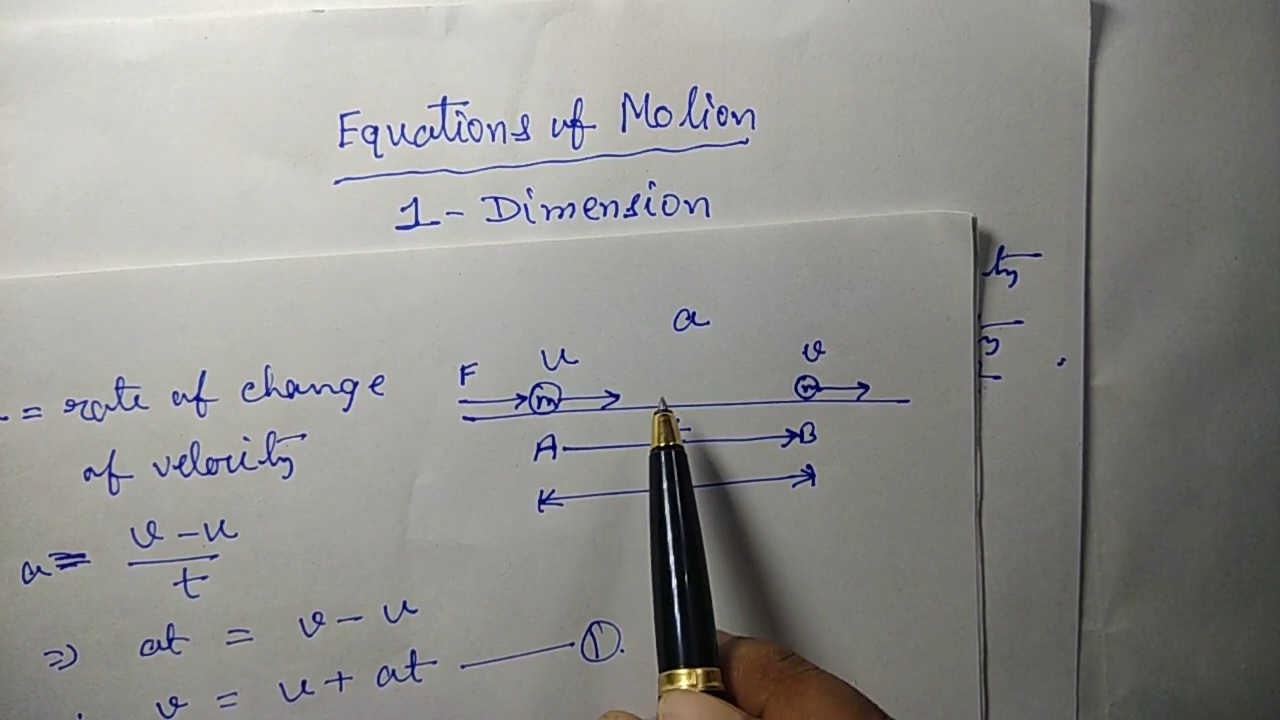 Equations of Motion
1 - Dimension
a
F u v
m m
A B
= rate of change
of velocity
a = v - u / t
⇒ at = v - u
v = u + at ——— ①.